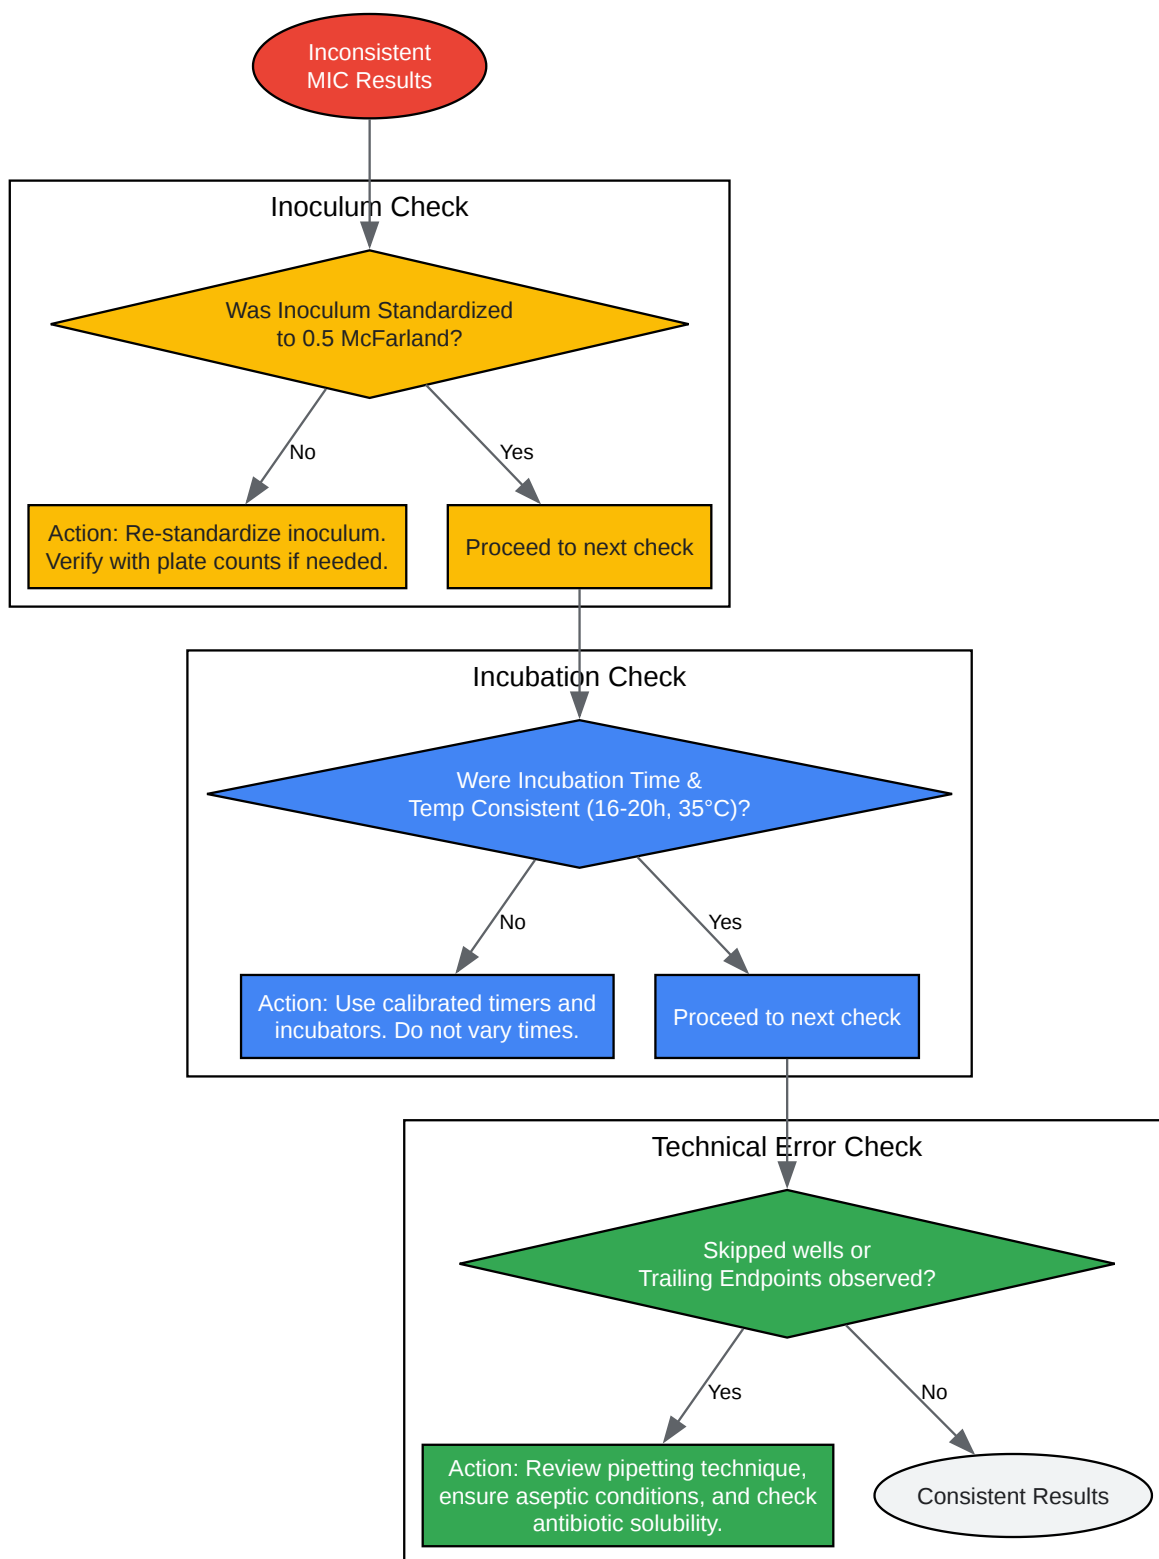 Inconsistent
MIC Results
Inoculum Check
Was Inoculum Standardized
to 0.5 McFarland?
No
Yes
Action: Re-standardize inoculum.
Verify with plate counts if needed.
Proceed to next check
Incubation Check
Were Incubation Time &
Temp Consistent (16-20h, 35°C)?
No
Yes
Action: Use calibrated timers and
incubators. Do not vary times.
Proceed to next check
Technical Error Check
Skipped wells or
Trailing Endpoints observed?
Yes
No
Action: Review pipetting technique,
ensure aseptic conditions, and check
antibiotic solubility.
Consistent Results